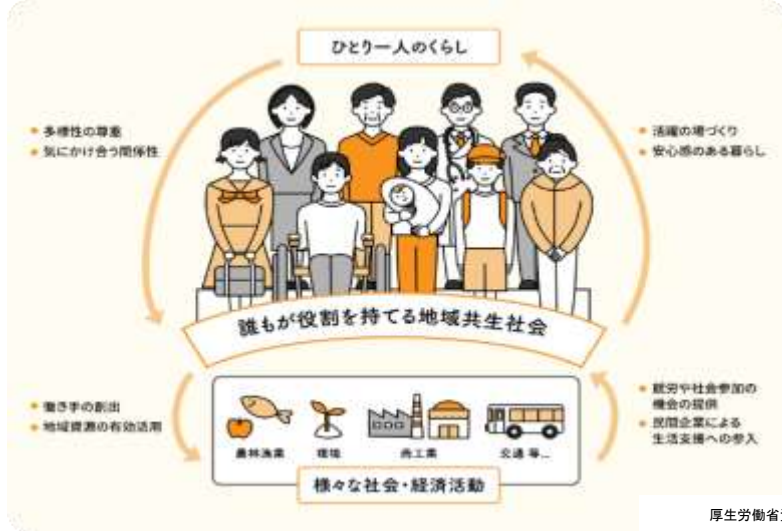 ひとり一人のくらし
多様性の尊重
気にかけ合う関係性
活躍の場づくり
安心感のある暮らし
誰もが役割を持てる地域共生社会
働き手の創出
地域資源の有効活用
就労や社会参加の
機会の提供
民間企業による
生活支援への参入
農林漁業
環境
商工業
交通 等...
様々な社会・経済活動
厚生労働省